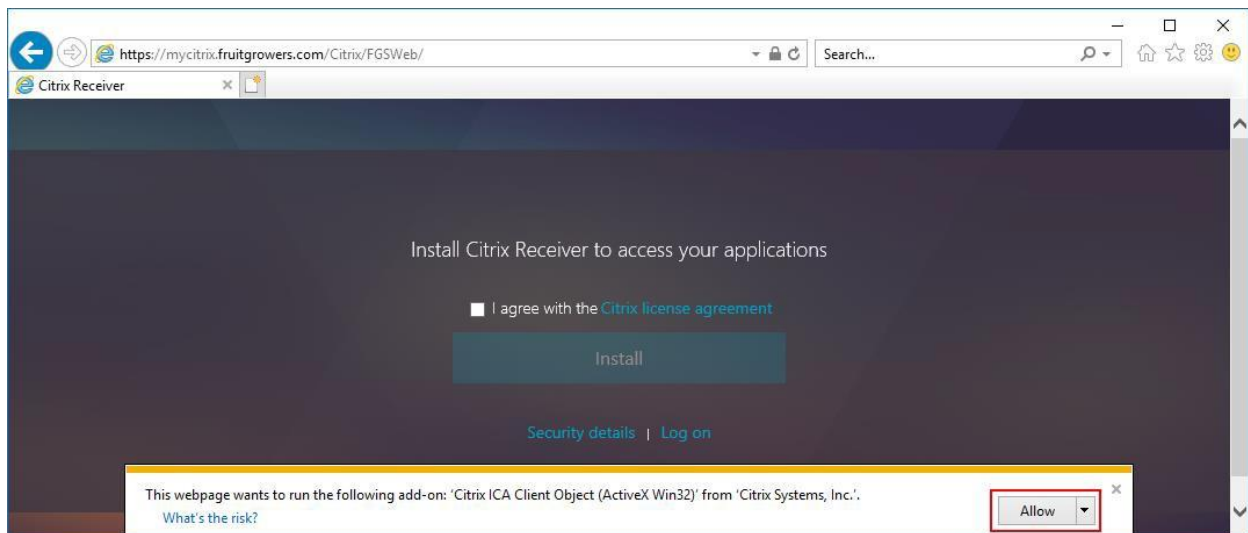 https://mycitrix.fruitgrowers.com/Citrix/FGSWeb/
Search...
Citrix Receiver
Install Citrix Receiver to access your applications
I agree with the Citrix license agreement
Install
Security details | Log on
This webpage wants to run the following add-on: 'Citrix ICA Client Object (ActiveX Win32)' from 'Citrix Systems, Inc.'.
What's the risk?
Allow